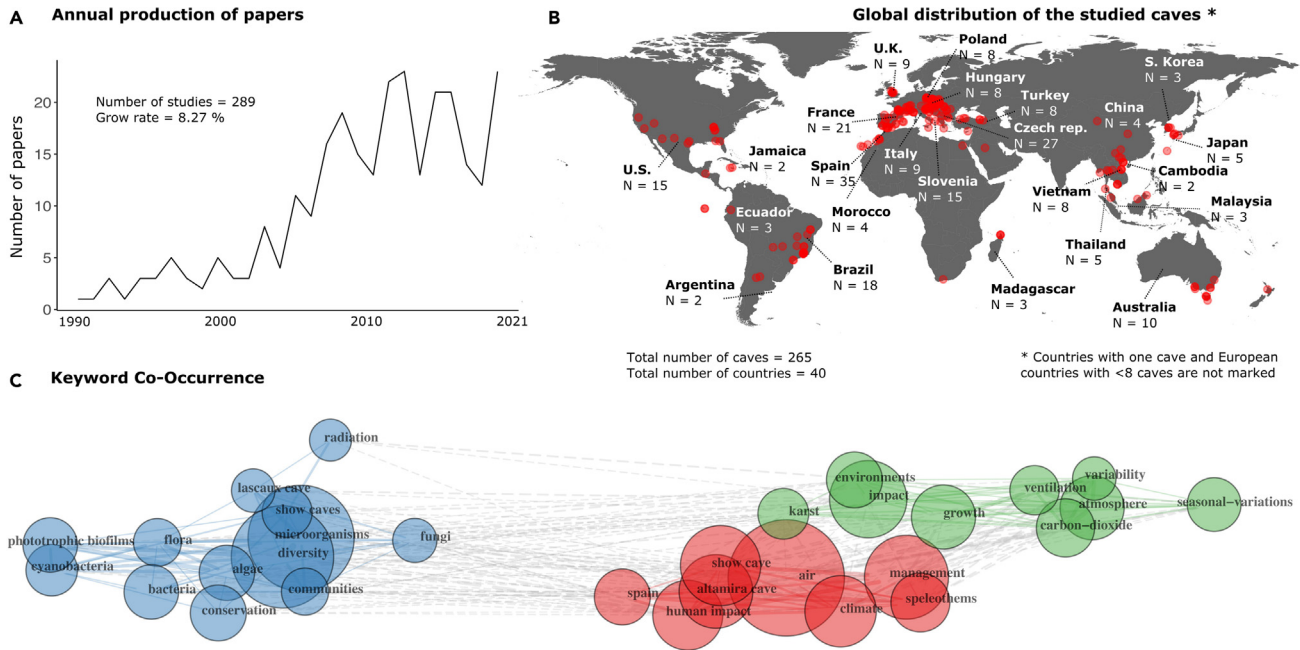 A Annual production of papers
Number of papers
20
15
10
5
0
1990
2000
2010
2021
Number of studies = 289
Grow rate = 8.27 %
B Global distribution of the studied caves *
U.K.
N = 9
Poland
N = 8
Hungary
N = 8
S. Korea
N = 3
France
N = 21
Turkey
N = 8
China
N = 4
Czech rep.
N = 27
Japan
N = 5
U.S.
N = 15
Jamaica
N = 2
Spain
N = 35
Italy
N = 9
Slovenia
N = 15
Vietnam
N = 8
Cambodia
N = 2
Malaysia
N = 3
Ecuador
N = 3
Morocco
N = 4
Thailand
N = 5
Argentina
N = 2
Brazil
N = 18
Madagascar
N = 3
Australia
N = 10
Total number of caves = 265
Total number of countries = 40
* Countries with one cave and European
countries with <8 caves are not marked
C Keyword Co-Occurrence
radiation
lascaux cave
show caves
microorganisms
phototrophic biofilms
flora
diversity
fungi
cyanobacteria
algae
bacteria
communities
conservation
environments
impact
karst
growth
ventilation
variability
atmosphere
seasonal-variations
carbon-dioxide
show cave
air
management
spain
altamira cave
human impact
climate
speleothems